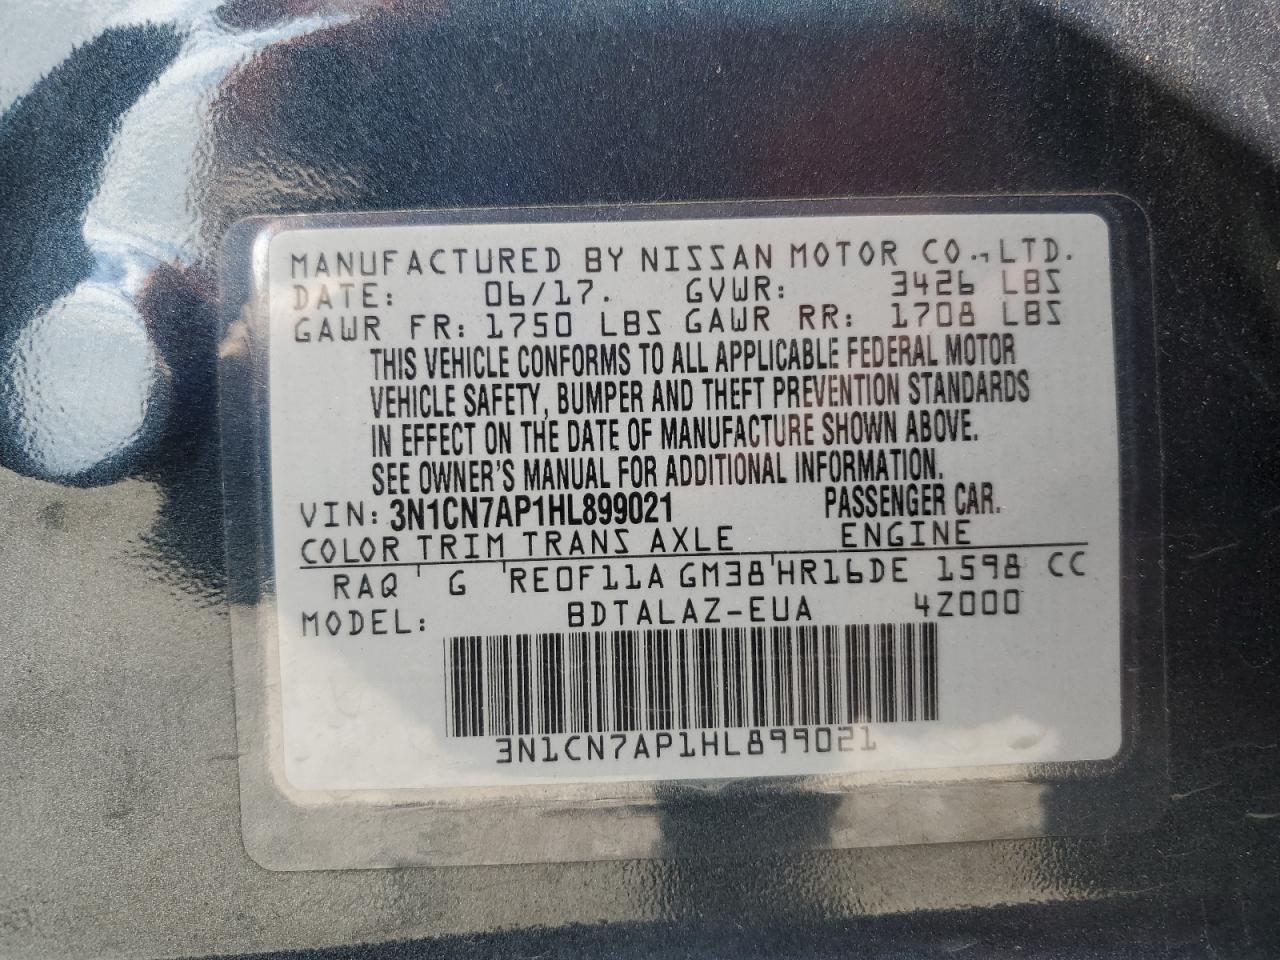 MANUFACTURED BY NISSAN MOTOR CO.,LTD.
DATE: 06/17. GVWR: 3426 LBS
GAWR FR: 1750 LBS GAWR RR: 1708 LBS
THIS VEHICLE CONFORMS TO ALL APPLICABLE FEDERAL MOTOR
VEHICLE SAFETY, BUMPER AND THEFT PREVENTION STANDARDS
IN EFFECT ON THE DATE OF MANUFACTURE SHOWN ABOVE.
SEE OWNER'S MANUAL FOR ADDITIONAL INFORMATION.
VIN: 3N1CN7AP1HL899021 PASSENGER CAR.
COLOR TRIM TRANS AXLE ENGINE
RAQ G RE0F11A GM38 HR16DE 1598 CC
MODEL: BDTALAZ-EUA 4Z000
3N1CN7AP1HL899021